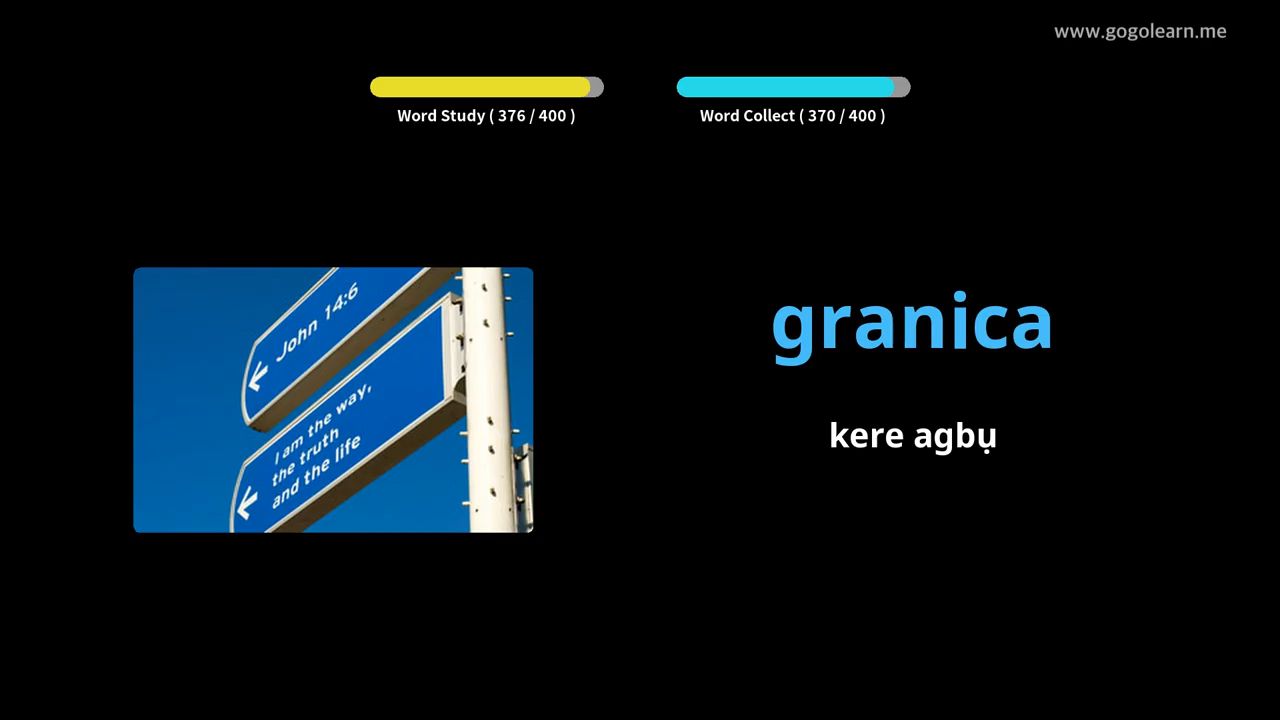 www.gogolearn.me
Word Study ( 376 / 400 )
Word Collect ( 370 / 400 )
John 14:6
I am the way,
the truth
and the life
granica
kere agbụ